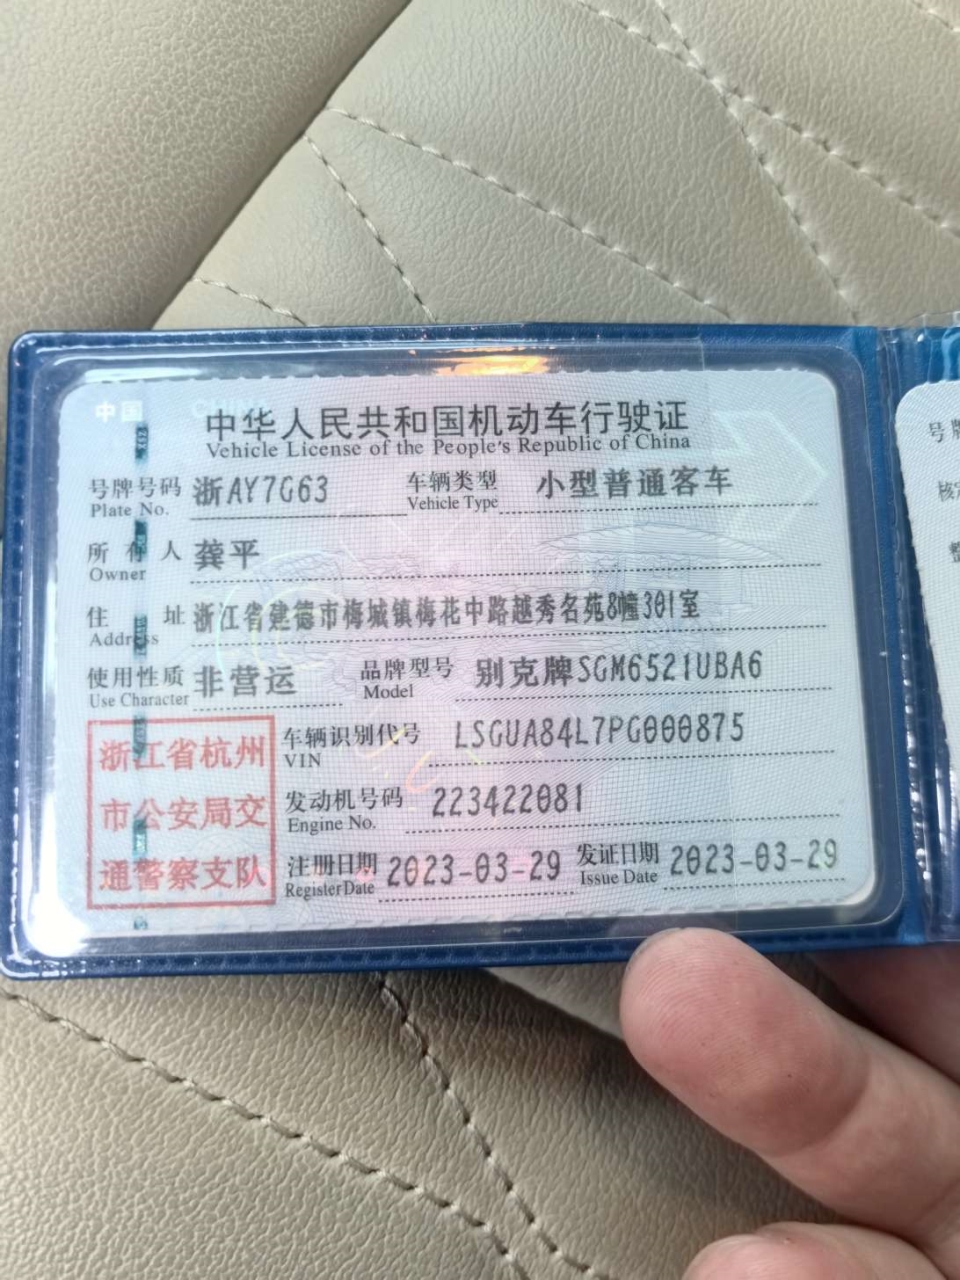 中国 CHINA
中华人民共和国机动车行驶证
Vehicle License of the People's Republic of China
号牌号码 浙AY7G63 车辆类型 小型普通客车
Plate No. Vehicle Type
所有人 龚平
Owner
住址 浙江省建德市梅城镇梅花中路越秀名苑8幢301室
Address
使用性质 非营运 品牌型号 别克牌SGM6521UBA6
Use Character Model
浙江省杭州
市公安局交
通警察支队
车辆识别代号 LSGUA84L7PG000875
VIN
发动机号码 223422081
Engine No.
注册日期 2023-03-29 发证日期 2023-03-29
Register Date Issue Date
号牌
核定
整